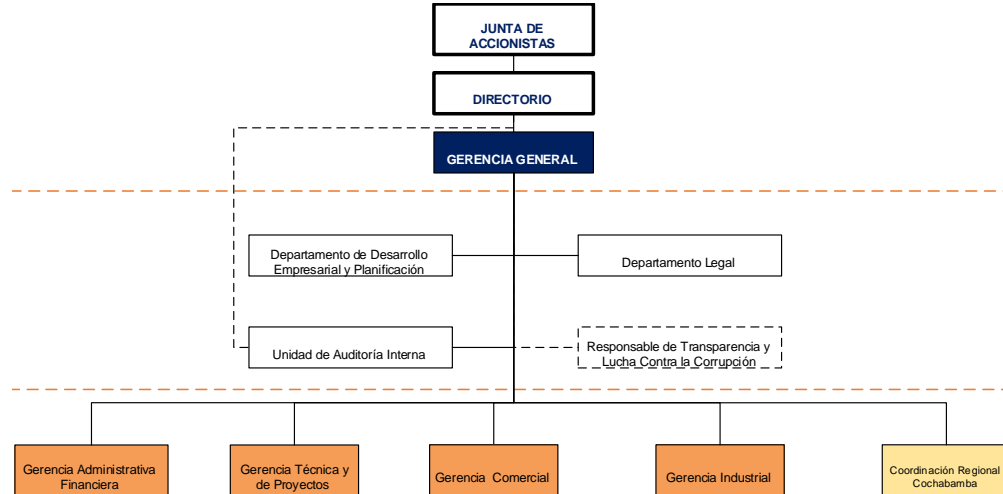 JUNTA DE
ACCIONISTAS
DIRECTORIO
GERENCIA GENERAL
Departamento de Desarrollo
Empresarial y Planificación
Departamento Legal
Unidad de Auditoría Interna
Responsable de Transparencia y
Lucha Contra la Corrupción
Gerencia Administrativa
Financiera
Gerencia Técnica y
de Proyectos
Gerencia Comercial
Gerencia Industrial
Coordinación Regional
Cochabamba